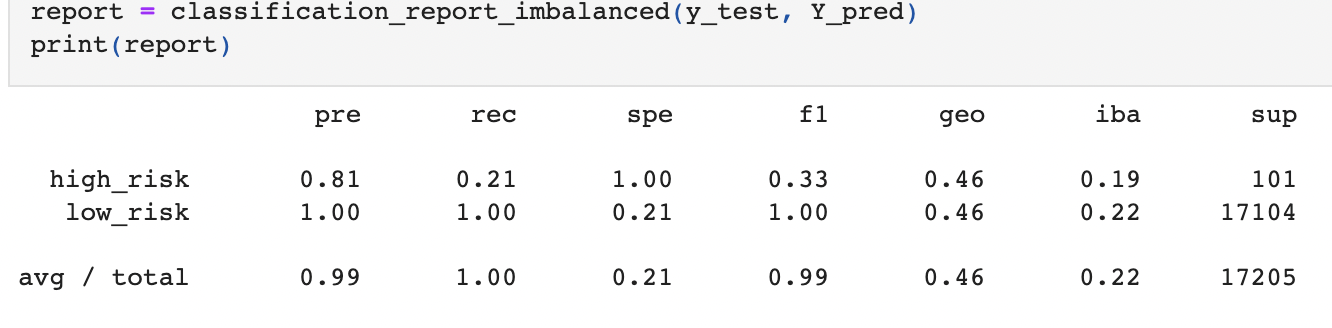 report = classification_report_imbalanced(y_test, Y_pred)
print(report)
pre rec spe f1 geo iba sup
high_risk 0.81 0.21 1.00 0.33 0.46 0.19 101
low_risk 1.00 1.00 0.21 1.00 0.46 0.22 17104
avg / total 0.99 1.00 0.21 0.99 0.46 0.22 17205